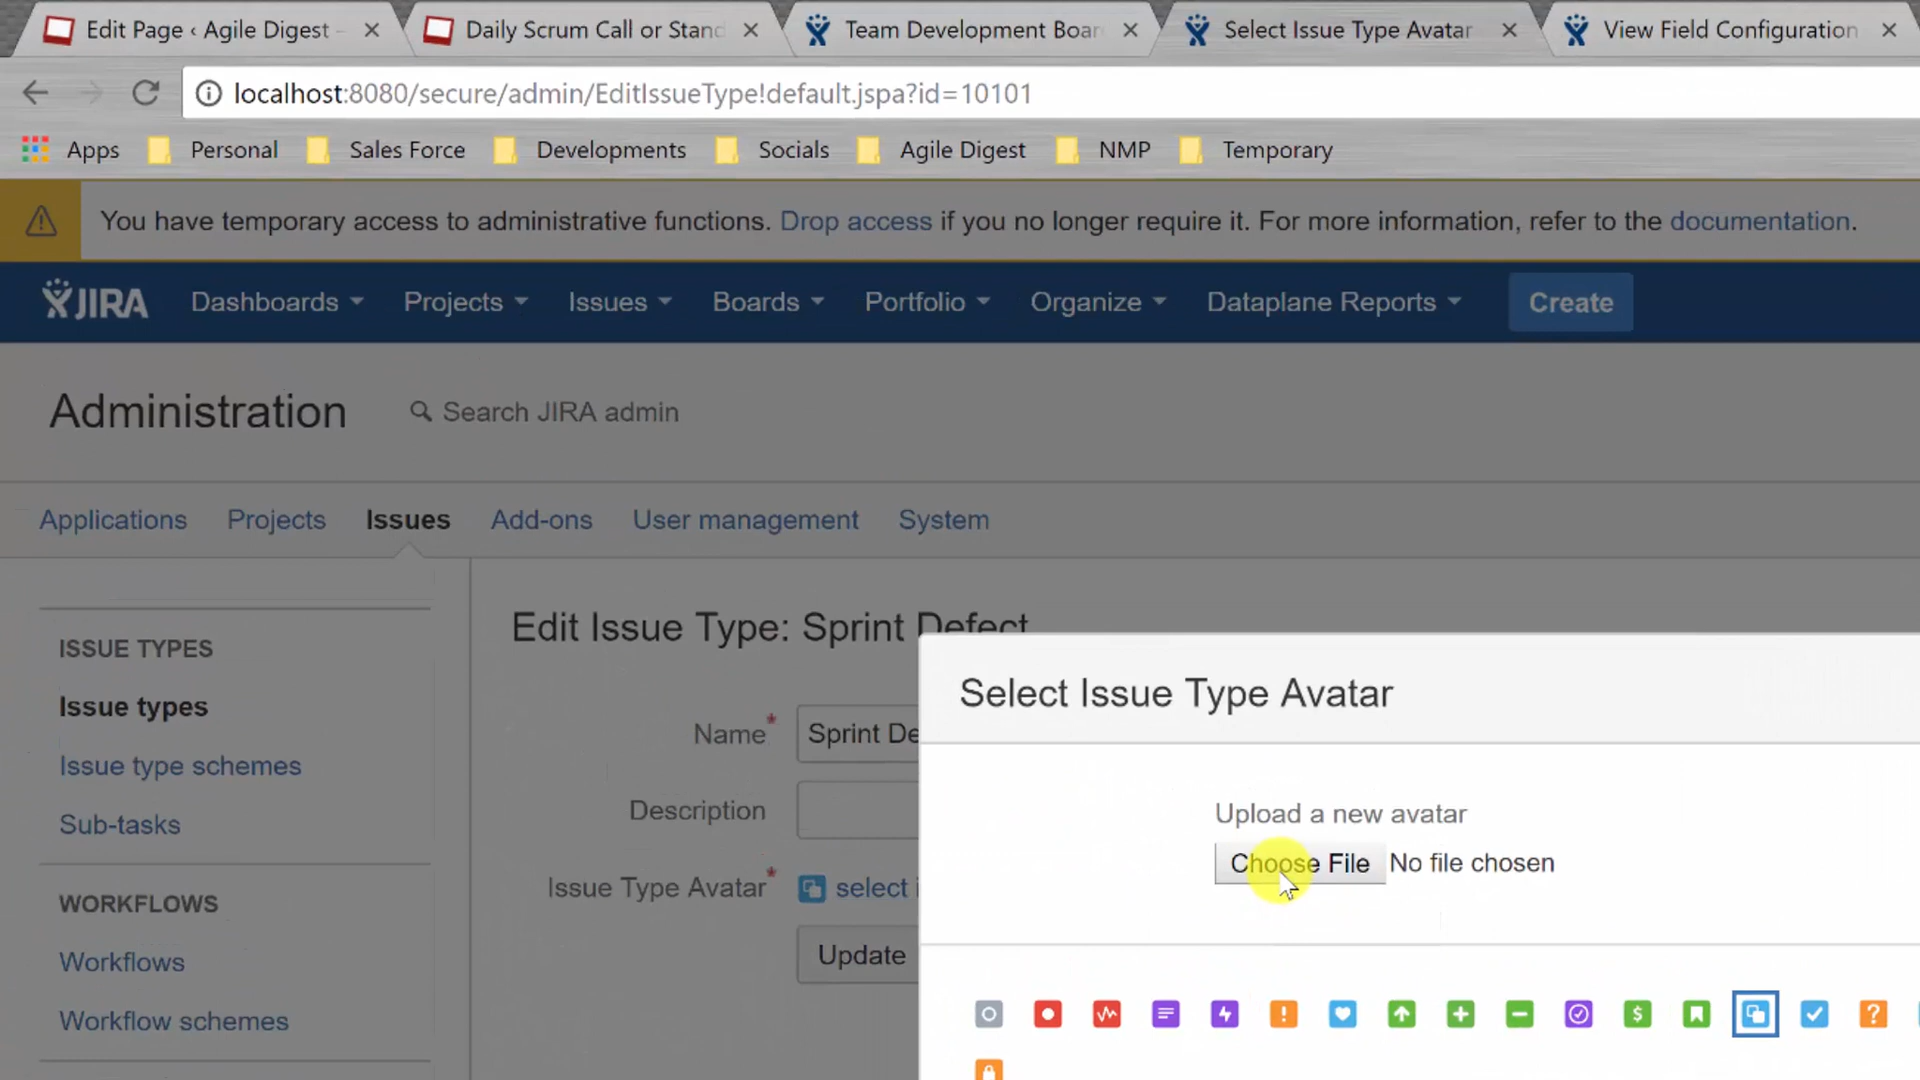 Edit Page ‹ Agile Digest -
Daily Scrum Call or Stand
Team Development Boar
Select Issue Type Avatar
View Field Configuration
localhost:8080/secure/admin/EditIssueType!default.jspa?id=10101
Apps Personal Sales Force Developments Socials Agile Digest NMP Temporary
You have temporary access to administrative functions. Drop access if you no longer require it. For more information, refer to the documentation.
JIRA Dashboards Projects Issues Boards Portfolio Organize Dataplane Reports Create
Administration Search JIRA admin
Applications Projects Issues Add-ons User management System
ISSUE TYPES
Issue types
Issue type schemes
Sub-tasks
WORKFLOWS
Workflows
Workflow schemes
Edit Issue Type: Sprint Defect
Name* Sprint De
Description
Issue Type Avatar* select i
Update
Select Issue Type Avatar
Upload a new avatar
Choose File No file chosen